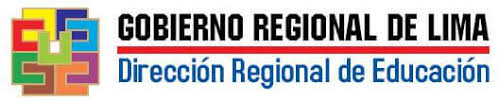 GOBIERNO REGIONAL DE LIMA
Dirección Regional de Educación